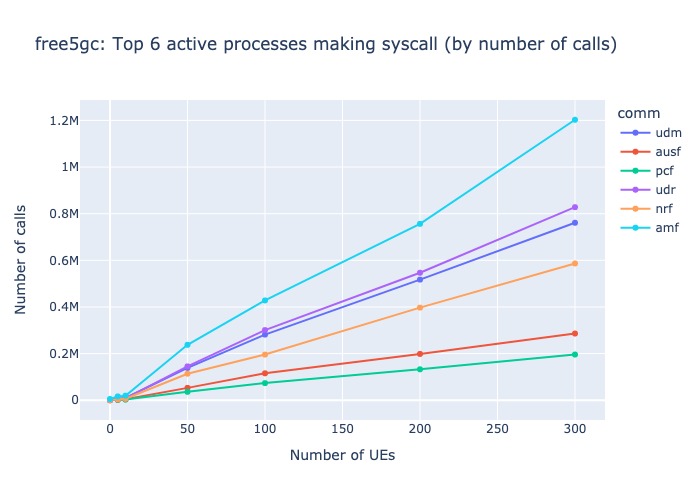 free5gc: Top 6 active processes making syscall (by number of calls)
comm
udm
ausf
pcf
udr
nrf
amf
Number of calls
1.2M
1M
0.8M
0.6M
0.4M
0.2M
0
0 50 100 150 200 250 300
Number of UEs